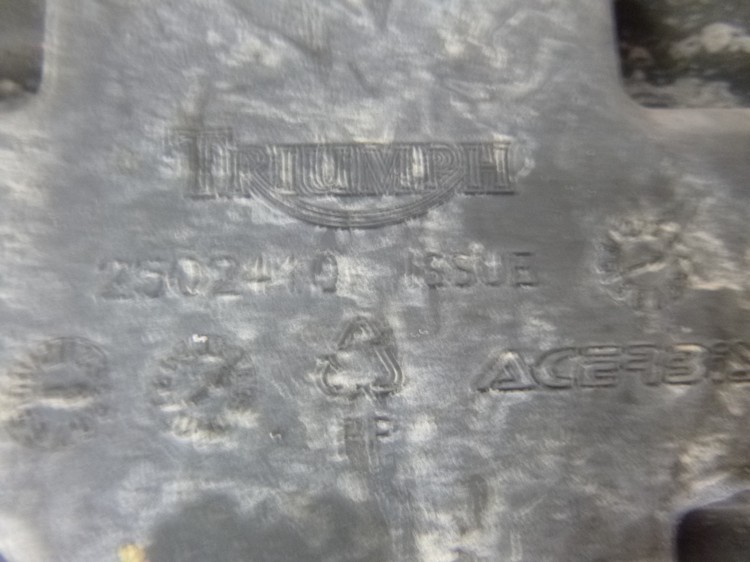 TRIUMPH
2502410 ISSUE
ACERBIS
PP